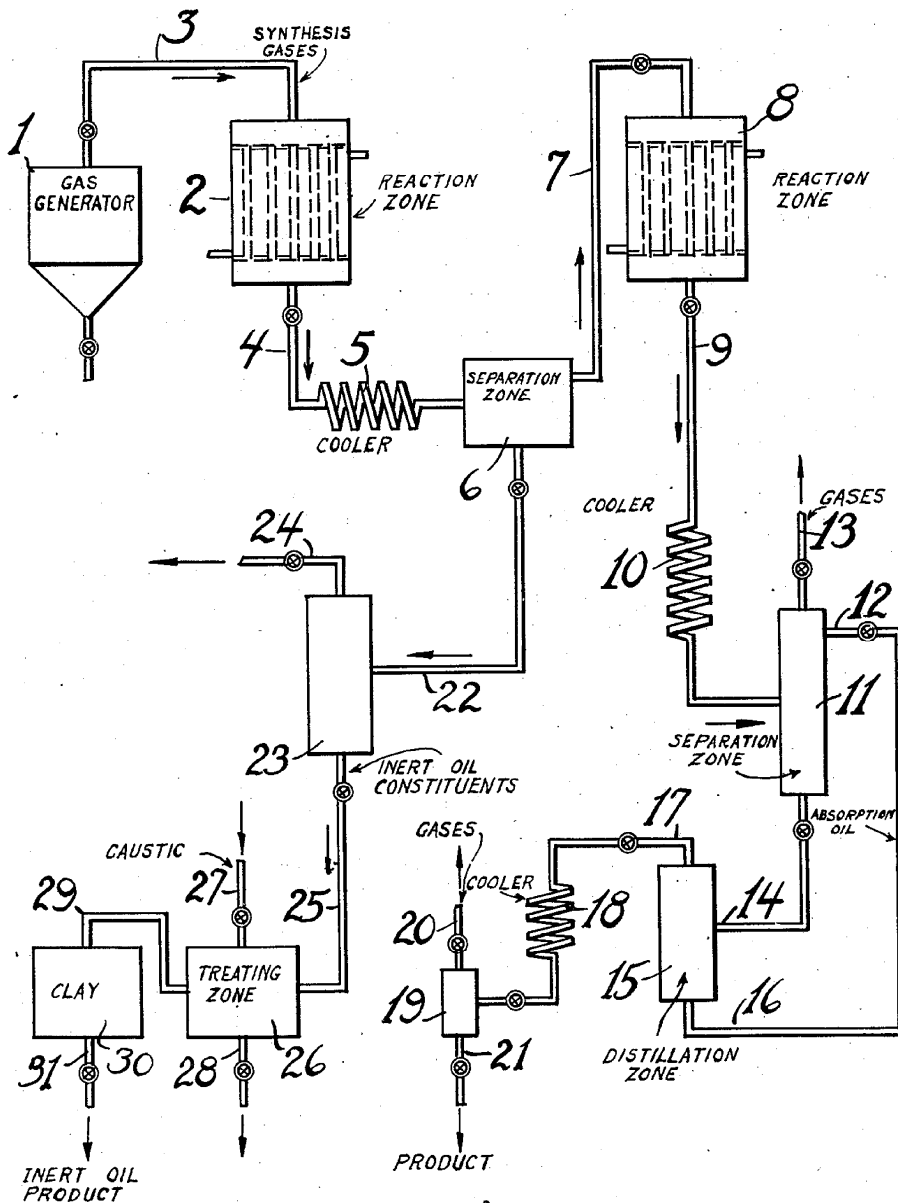 3
SYNTHESIS
GASES
1
GAS
GENERATOR
2
REACTION
ZONE
7
8
REACTION
ZONE
4
5
COOLER
SEPARATION
ZONE
6
9
COOLER
10
GASES
13
12
11
SEPARATION
ZONE
ABSORPTION
OIL
24
22
23
INERT OIL
CONSTITUENTS
CAUSTIC
27
25
29
CLAY
30
31
TREATING
ZONE
26
28
GASES
COOLER
20
18
19
21
17
14
15
16
DISTILLATION
ZONE
PRODUCT
INERT OIL
PRODUCT